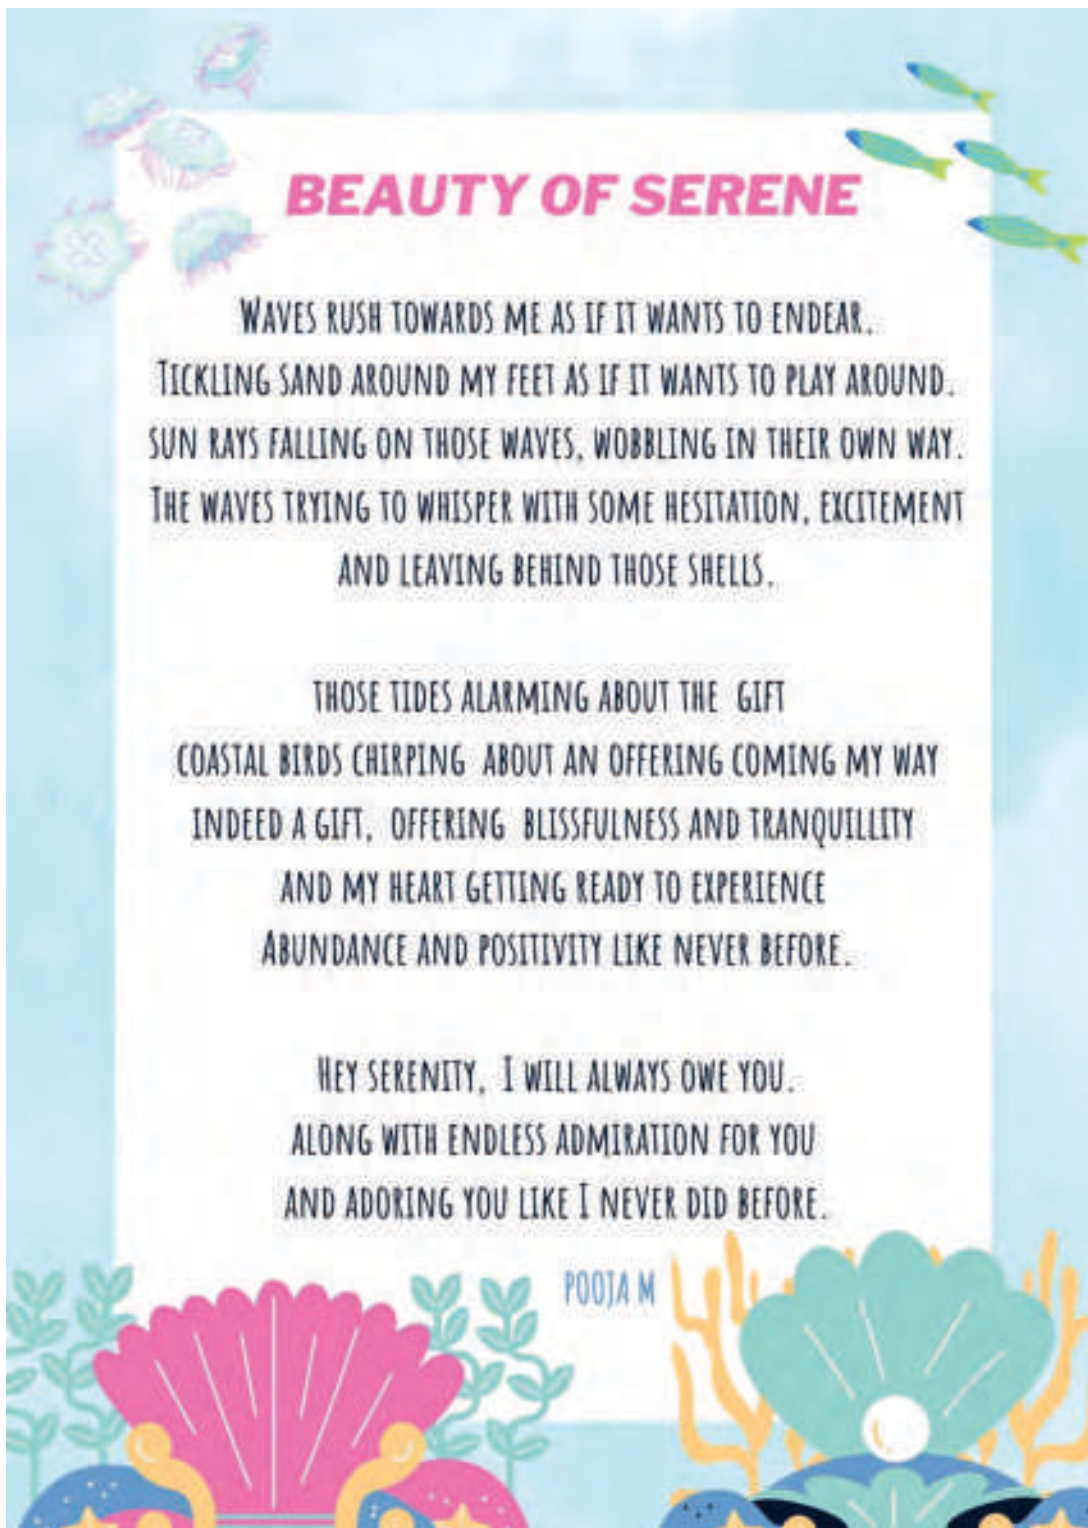 BEAUTY OF SERENE
WAVES RUSH TOWARDS ME AS IF IT WANTS TO ENDEAR.
TICKLING SAND AROUND MY FEET AS IF IT WANTS TO PLAY AROUND.
SUN RAYS FALLING ON THOSE WAVES, WOBBLING IN THEIR OWN WAY.
THE WAVES TRYING TO WHISPER WITH SOME HESITATION, EXCITEMENT
AND LEAVING BEHIND THOSE SHELLS.
THOSE TIDES ALARMING ABOUT THE GIFT
COASTAL BIRDS CHIRPING ABOUT AN OFFERING COMING MY WAY
INDEED A GIFT, OFFERING BLISSFULNESS AND TRANQUILLITY
AND MY HEART GETTING READY TO EXPERIENCE
ABUNDANCE AND POSITIVITY LIKE NEVER BEFORE.
HEY SERENITY, I WILL ALWAYS OWE YOU.
ALONG WITH ENDLESS ADMIRATION FOR YOU
AND ADORING YOU LIKE I NEVER DID BEFORE.
POOJA M